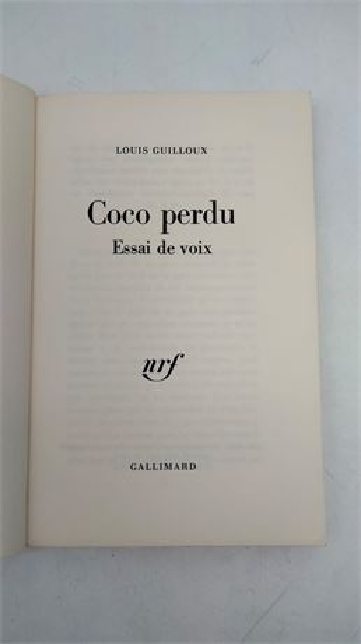 LOUIS GUILLOUX
Coco perdu
Essai de voix
nrf
GALLIMARD